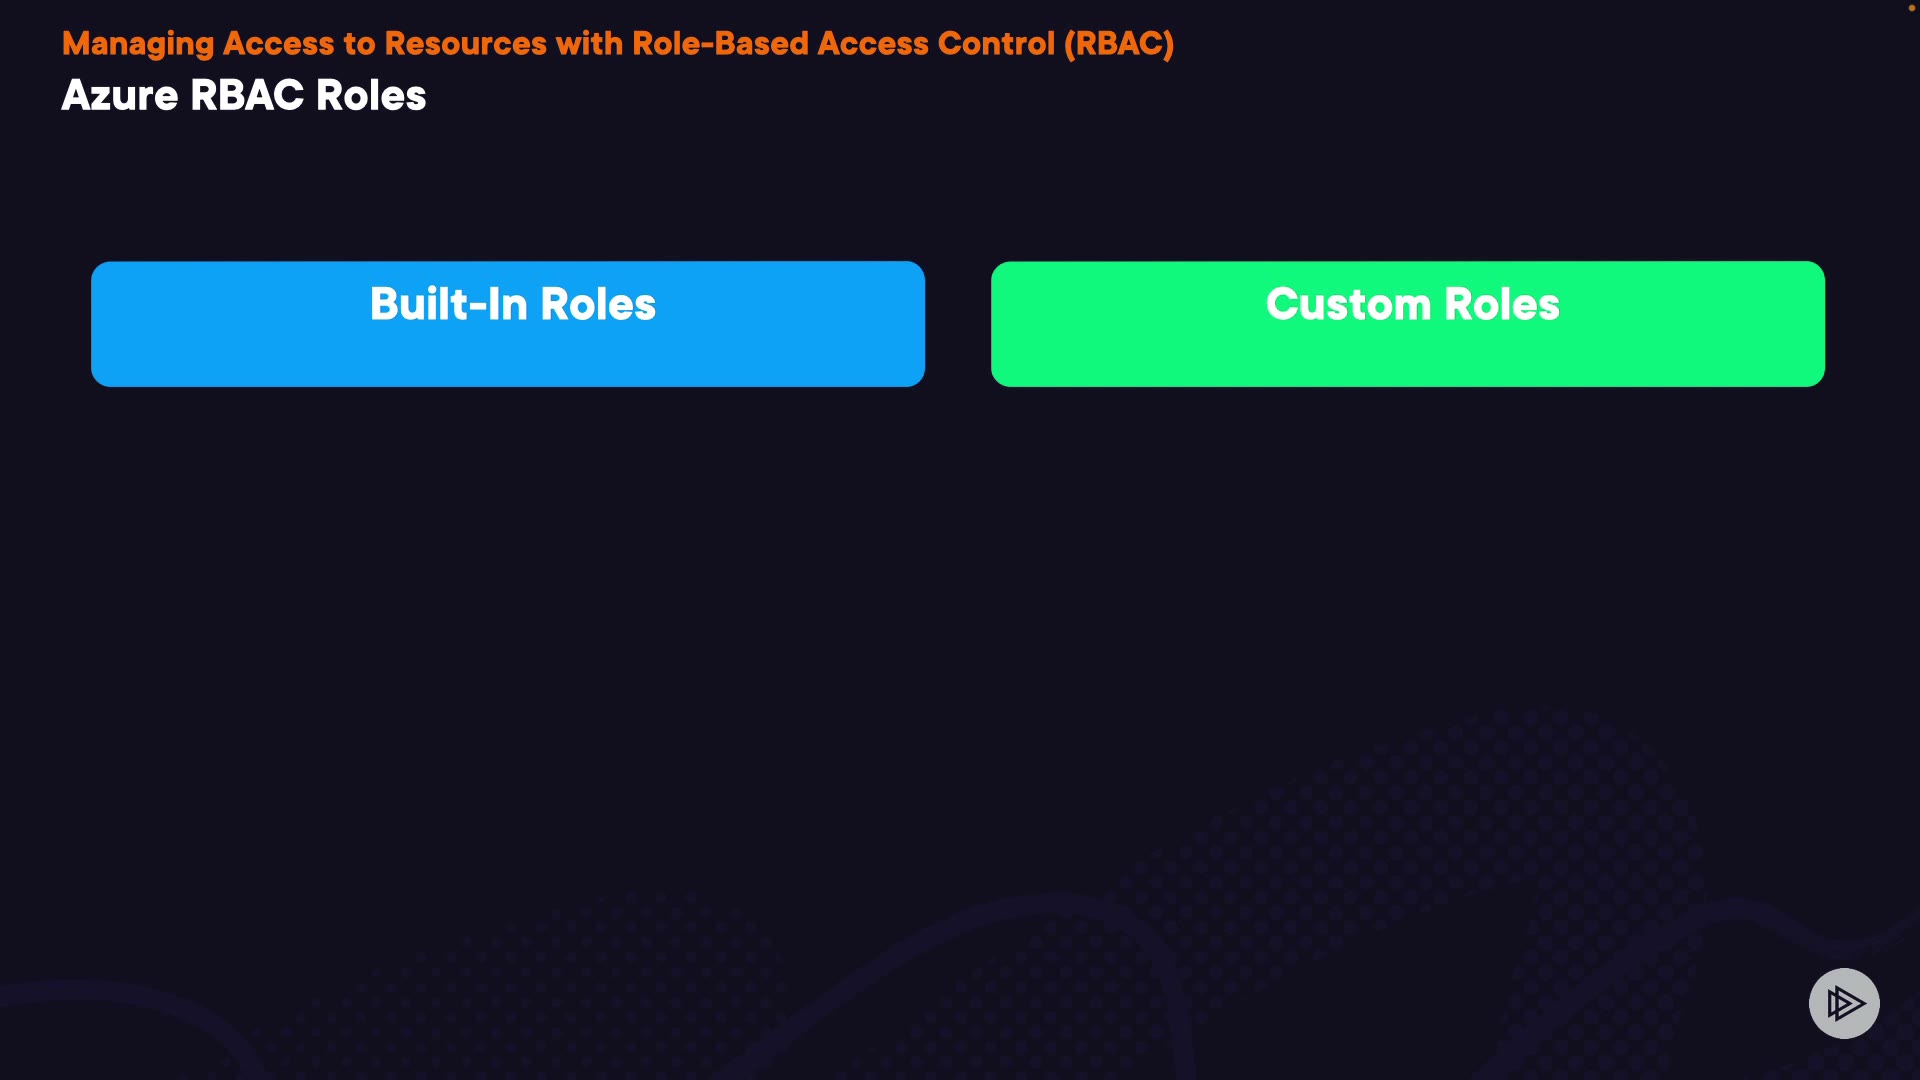 Managing Access to Resources with Role-Based Access Control (RBAC)
Azure RBAC Roles
Built-In Roles
Custom Roles